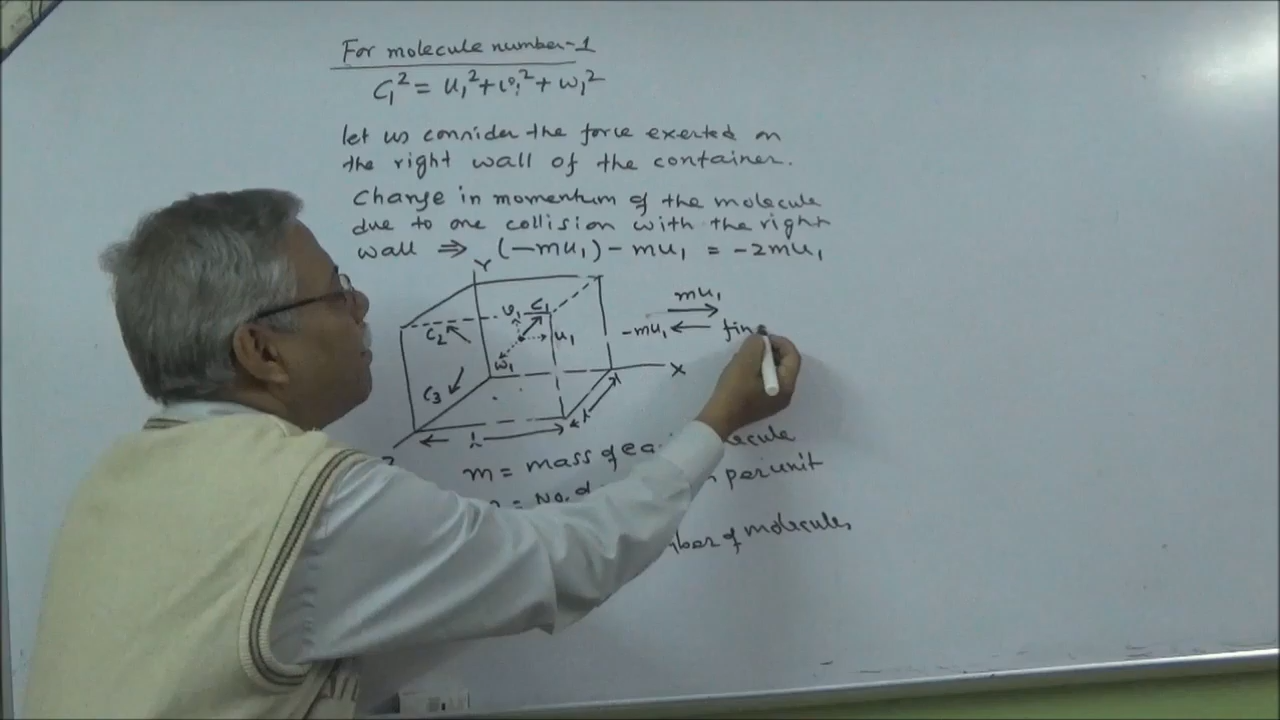 For molecule number-1
C₁² = u₁² + v₁² + w₁²
let us consider the force exerted on
the right wall of the container.
Change in momentum of the molecule
due to one collision with the right
wall ⇒ (-mu₁) - mu₁ = -2mu₁
Y
v₁ C₁
C₂
u₁
w₁
C₃
X
mu₁
-mu₁ ← fin
L
L
m = mass of
per unit
of molecules